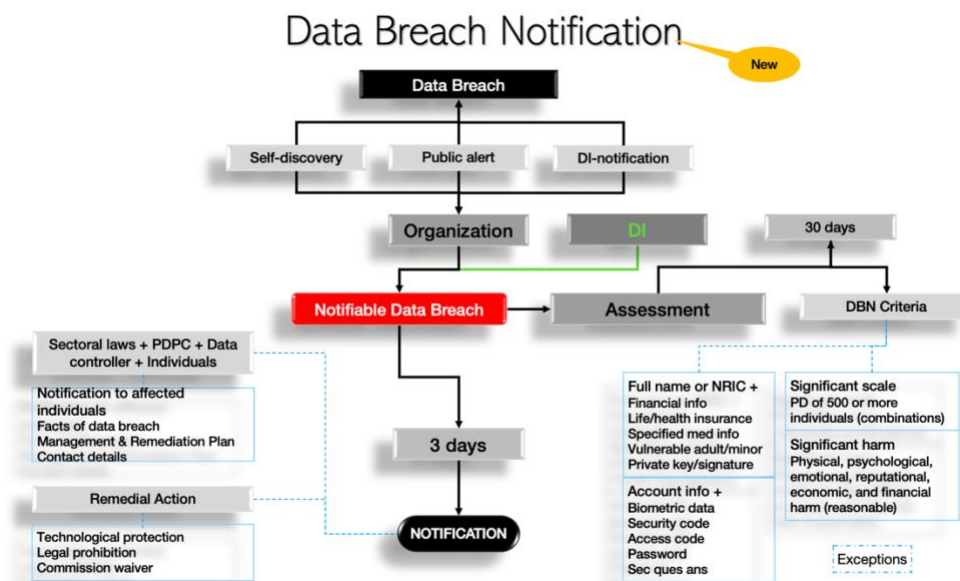 Data Breach Notification
New
Data Breach
Self-discovery
Public alert
DI-notification
Organization
DI
30 days
Notifiable Data Breach
Assessment
DBN Criteria
Sectoral laws + PDPC + Data
controller + Individuals
Notification to affected
individuals
Facts of data breach
Management & Remediation Plan
Contact details
3 days
Remedial Action
Technological protection
Legal prohibition
Commission waiver
NOTIFICATION
Full name or NRIC +
Financial info
Life/health insurance
Specified med info
Vulnerable adult/minor
Private key/signature
Account info +
Biometric data
Security code
Access code
Password
Sec ques ans
Significant scale
PD of 500 or more
individuals (combinations)
Significant harm
Physical, psychological,
emotional, reputational,
economic, and financial
harm (reasonable)
Exceptions